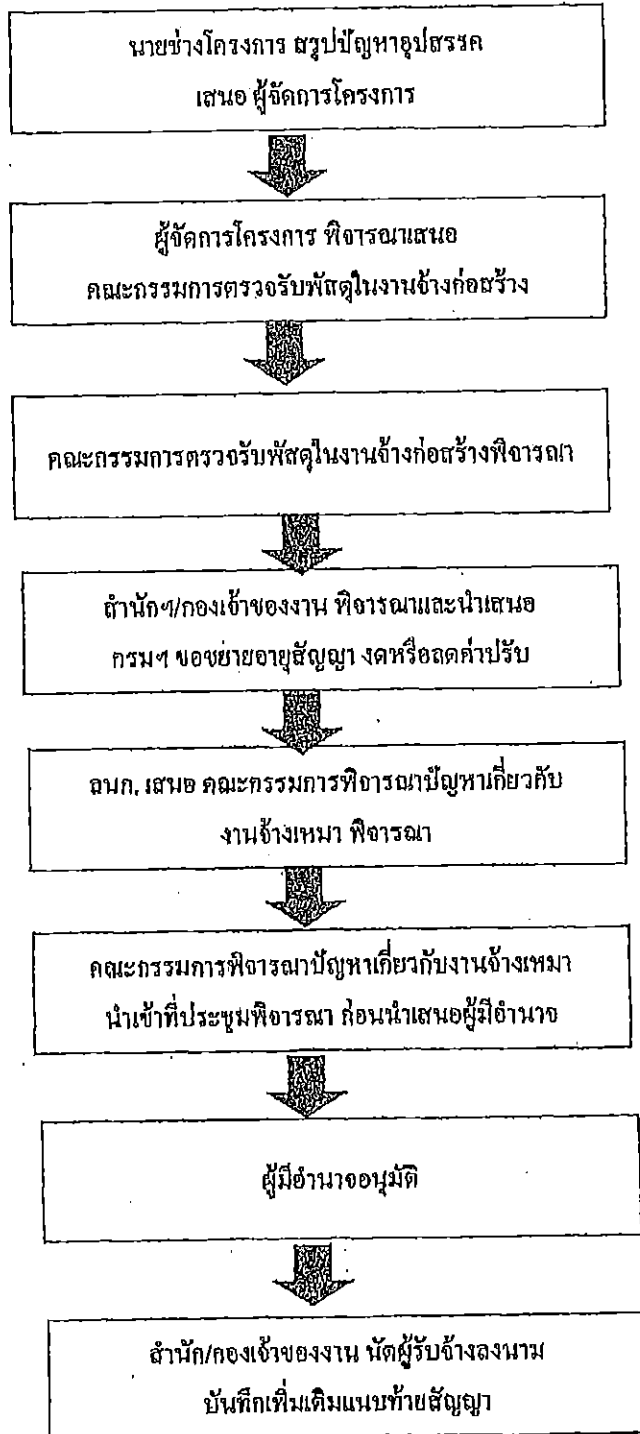 นายช่างโครงการ สรุปปัญหาอุปสรรค
เสนอ ผู้จัดการโครงการ
ผู้จัดการโครงการ พิจารณาเสนอ
คณะกรรมการตรวจรับพัสดุในงานจ้างก่อสร้าง
คณะกรรมการตรวจรับพัสดุในงานจ้างก่อสร้างพิจารณา
สำนักฯ/กองเจ้าของงาน พิจารณาและนำเสนอ
กรมฯ ขอขยายอายุสัญญา งดหรือลดค่าปรับ
ลนก. เสนอ คณะกรรมการพิจารณาปัญหาเกี่ยวกับ
งานจ้างเหมา พิจารณา
คณะกรรมการพิจารณาปัญหาเกี่ยวกับงานจ้างเหมา
นำเข้าที่ประชุมพิจารณา ก่อนนำเสนอผู้มีอำนาจ
ผู้มีอำนาจอนุมัติ
สำนัก/กองเจ้าของงาน นัดผู้รับจ้างลงนาม
บันทึกเพิ่มเติมแนบท้ายสัญญา